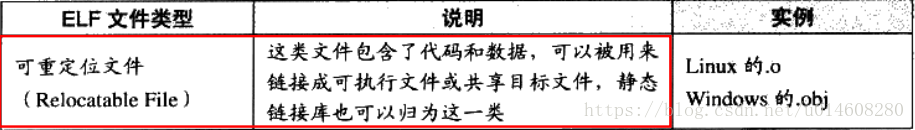 ELF 文件类型 说明 实例
可重定位文件
（Relocatable File）
这类文件包含了代码和数据，可以被用来
链接成可执行文件或共享目标文件，静态
链接库也可以归为这一类
Linux 的.o
Windows 的.obj
https://blog.csdn.net/u014608280